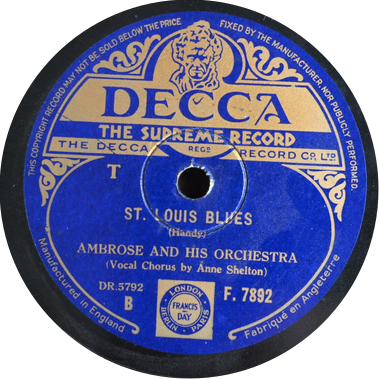 THIS COPYRIGHT RECORD MAY NOT BE SOLD BELOW THE PRICE FIXED BY THE MANUFACTURER, NOR PUBLICLY PERFORMED.
DECCA
THE SUPREME RECORD
THE DECCA REGD RECORD CO. LTD
T
ST. LOUIS BLUES
(Handy)
AMBROSE AND HIS ORCHESTRA
(Vocal Chorus by Anne Shelton)
DR.5792
B
LONDON
FRANCIS
DAY
BERLIN PARIS
F. 7892
Manufactured in England
Fabriqué en Angleterre